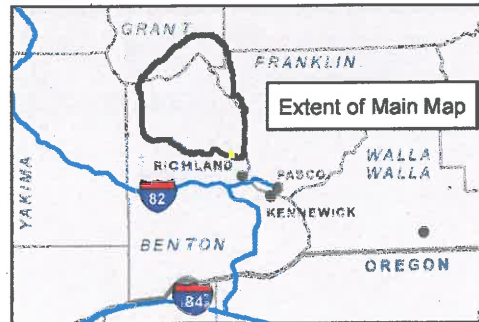 GRANT
FRANKLIN
Extent of Main Map
YAKIMA
RICHLAND
PASCO
WALLA
WALLA
82
KENNEWICK
BENTON
OREGON
84